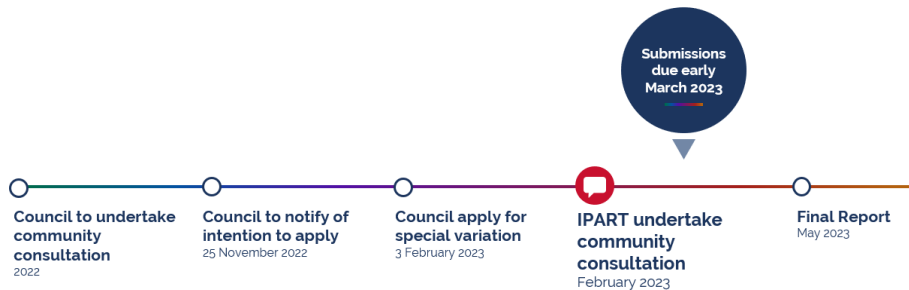 Submissions
due early
March 2023
Council to undertake
community
consultation
2022
Council to notify of
intention to apply
25 November 2022
Council apply for
special variation
3 February 2023
IPART undertake
community
consultation
February 2023
Final Report
May 2023